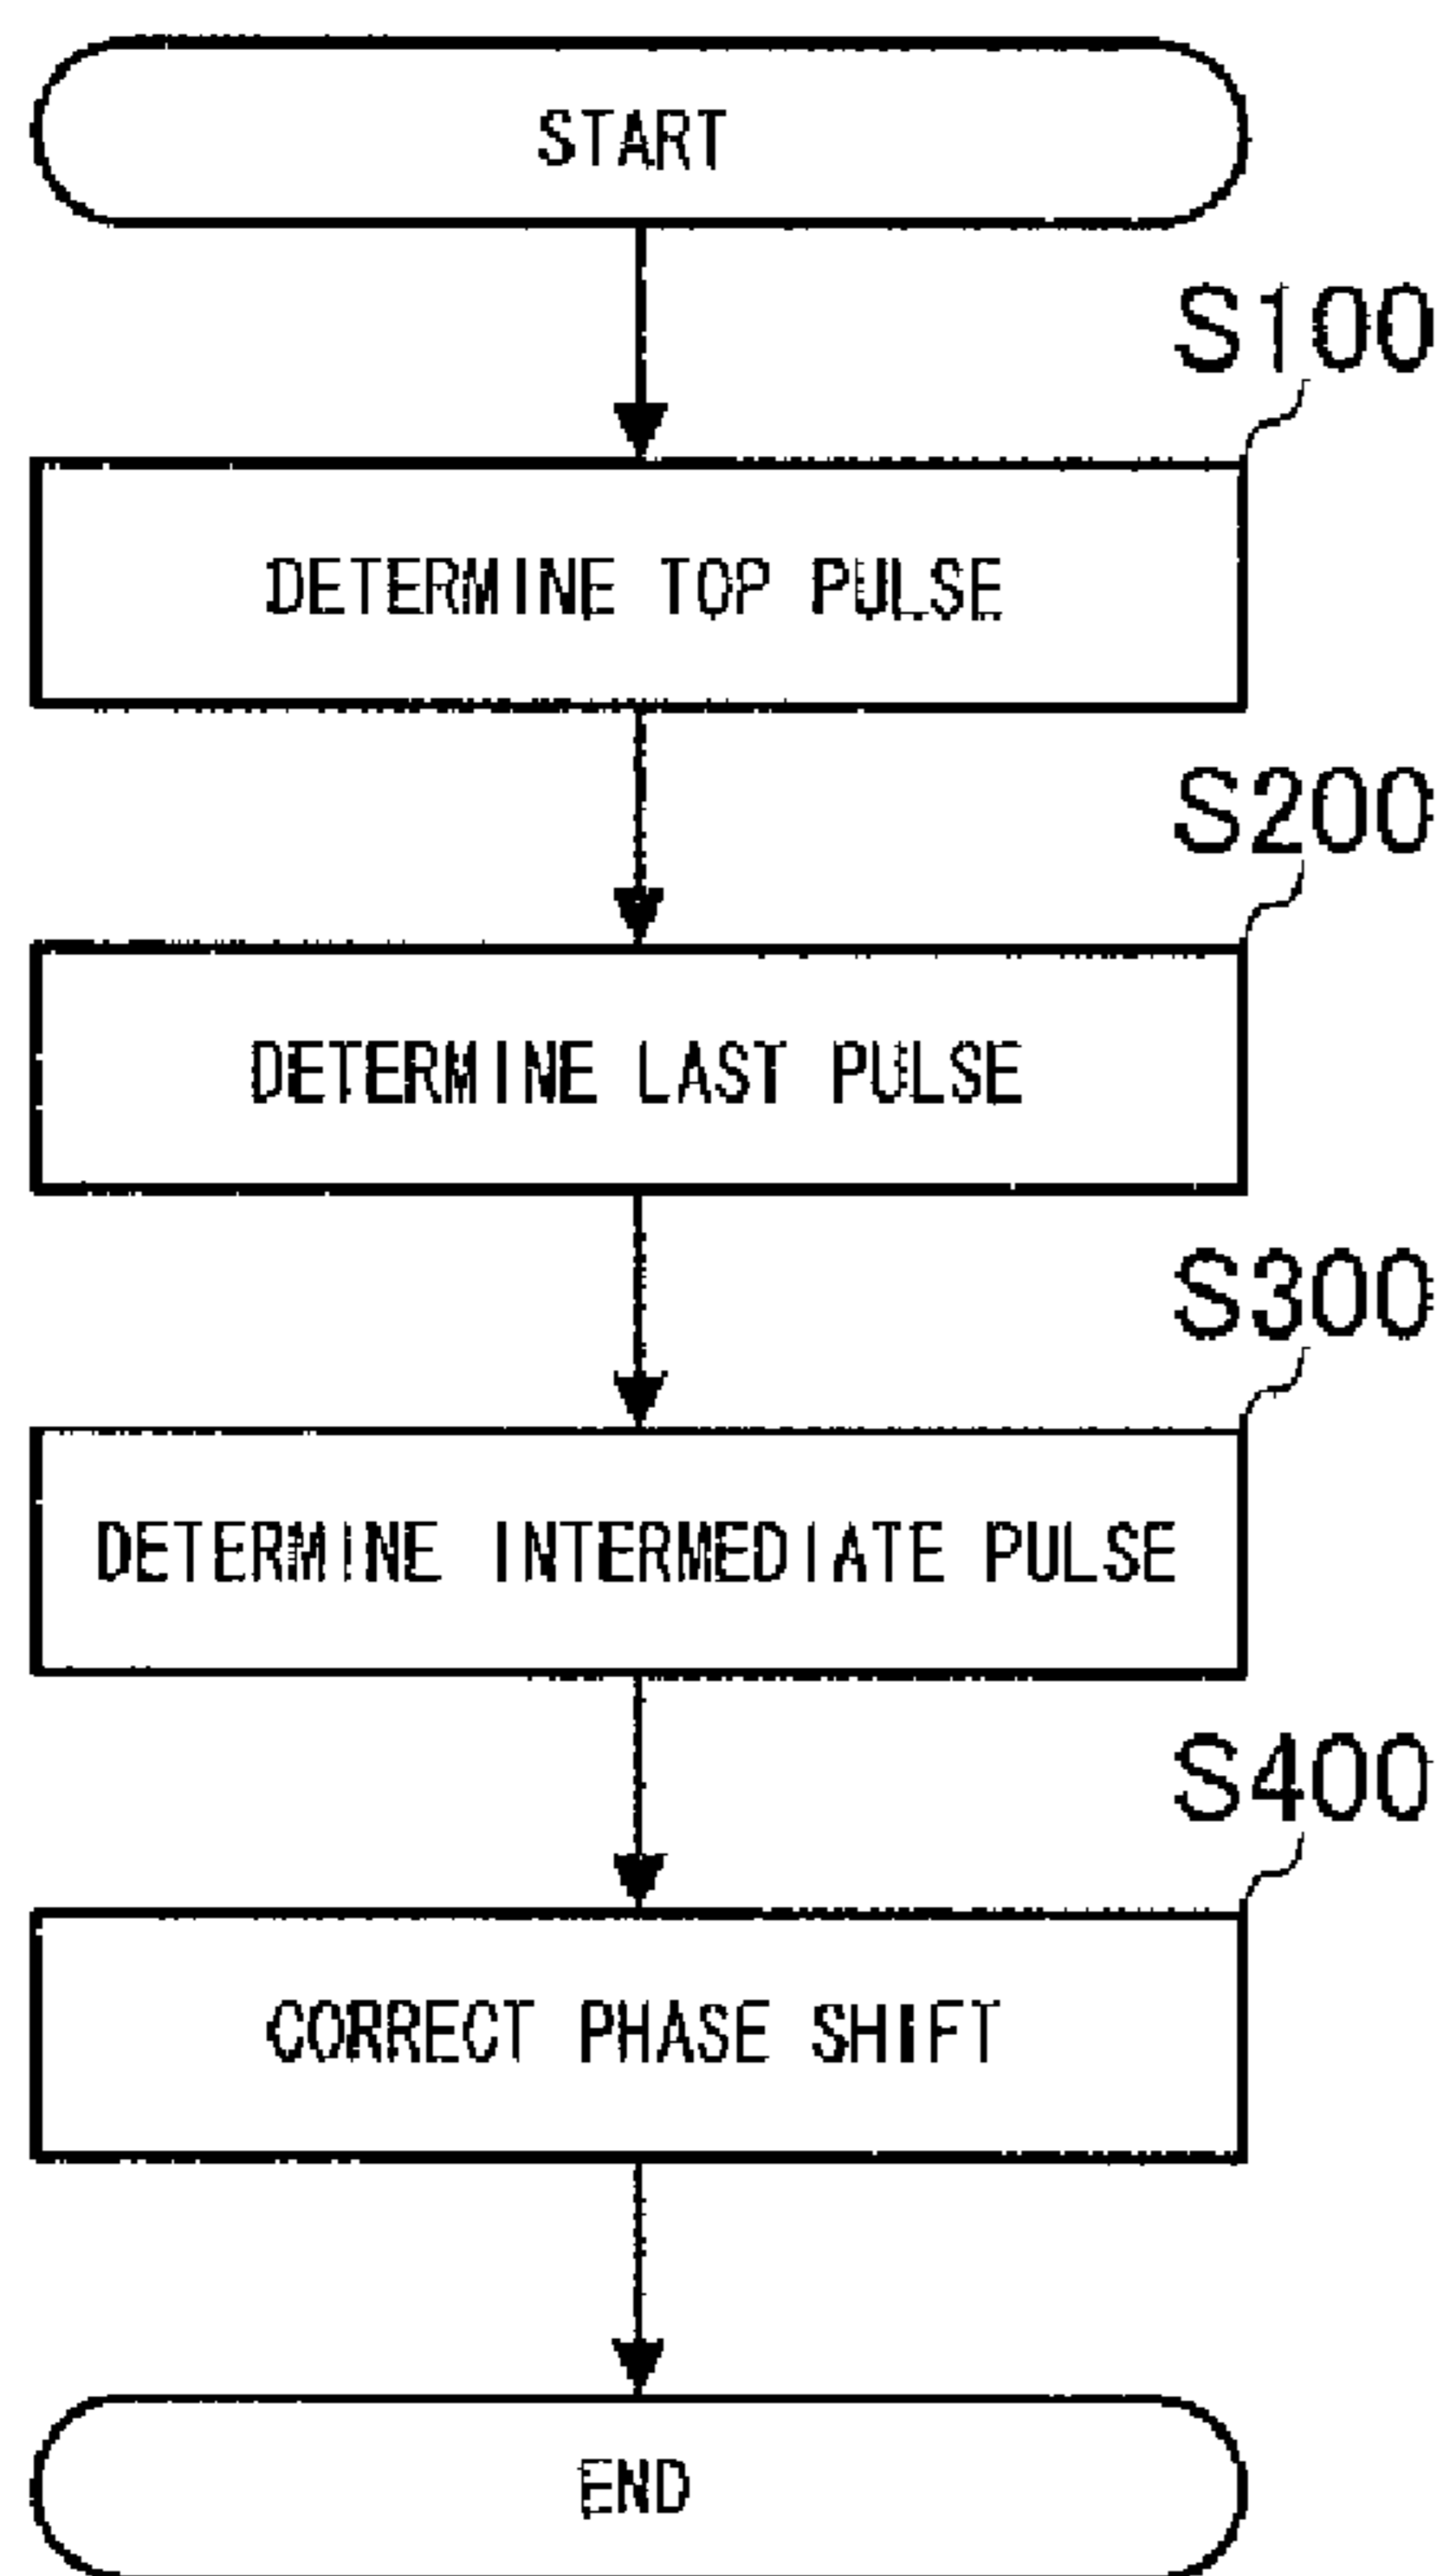 START
S100
DETERMINE TOP PULSE
S200
DETERMINE LAST PULSE
S300
DETERMINE INTERMEDIATE PULSE
S400
CORRECT PHASE SHIFT
END